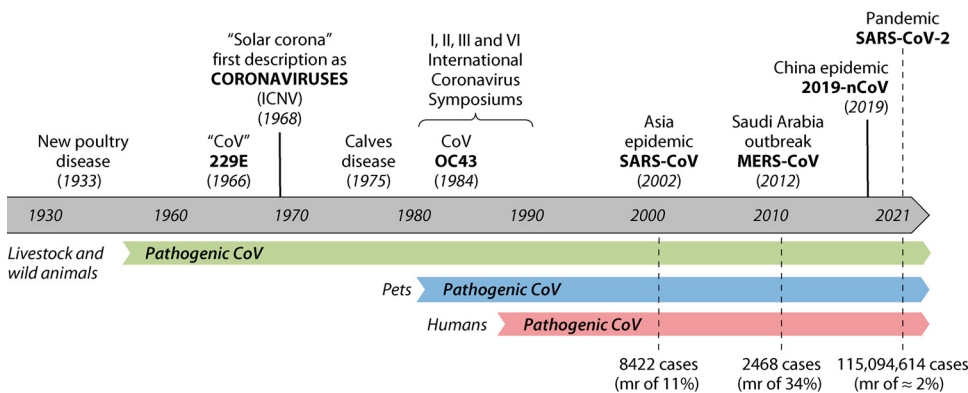 Pandemic
SARS-CoV-2
“Solar corona”
first description as
CORONAVIRUSES
(ICNV)
(1968)
I, II, III and VI
International
Coronavirus
Symposiums
China epidemic
2019-nCoV
(2019)
New poultry
disease
(1933)
“CoV”
229E
(1966)
Calves
disease
(1975)
CoV
OC43
(1984)
Asia
epidemic
SARS-CoV
(2002)
Saudi Arabia
outbreak
MERS-CoV
(2012)
1930 1960 1970 1980 1990 2000 2010 2021
Livestock and
wild animals
Pathogenic CoV
Pets Pathogenic CoV
Humans Pathogenic CoV
8422 cases
(mr of 11%)
2468 cases
(mr of 34%)
115,094,614 cases
(mr of ≈ 2%)